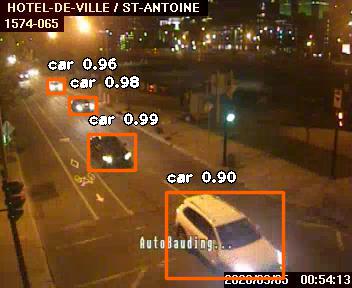 HOTEL-DE-VILLE / ST-ANTOINE
1574-065
car 0.96
car 0.98
car 0.99
car 0.90
AutoBauding...
00:54:13